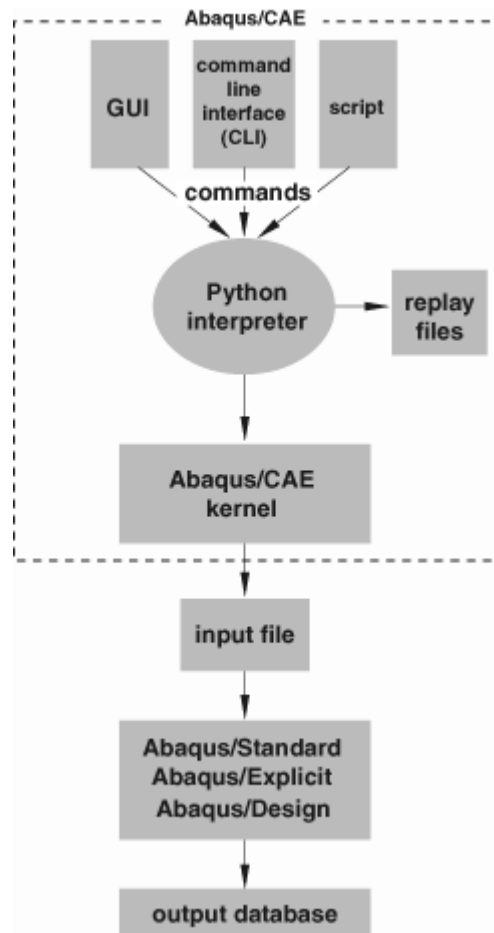 Abaqus/CAE
GUI
command
line
interface
(CLI)
script
commands
Python
interpreter
replay
files
Abaqus/CAE
kernel
input file
Abaqus/Standard
Abaqus/Explicit
Abaqus/Design
output database